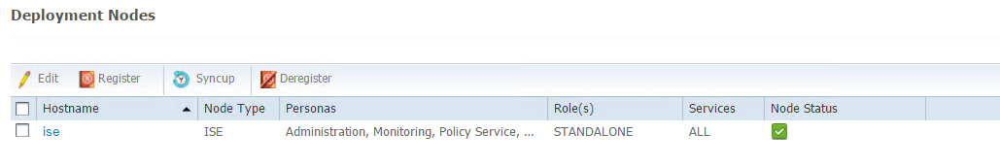 Deployment Nodes
Edit Register Syncup Deregister
Hostname Node Type Personas Role(s) Services Node Status
ise ISE Administration, Monitoring, Policy Service, ... STANDALONE ALL